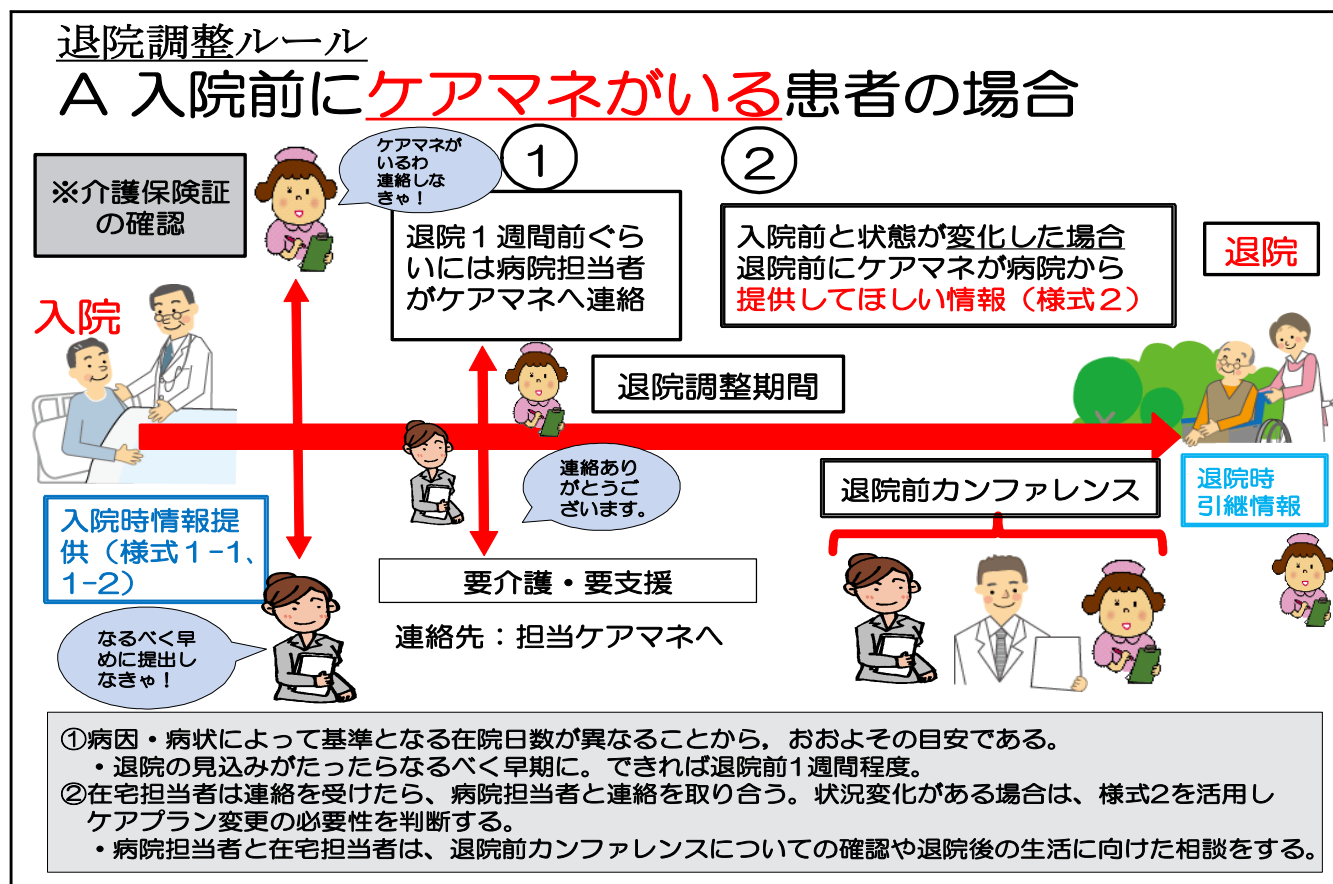 退院調整ルール
A 入院前にケアマネがいる患者の場合
※介護保険証
の確認
ケアマネが
いるわ
連絡しな
きゃ！
①
退院１週間前ぐら
いには病院担当者
がケアマネへ連絡
②
入院前と状態が変化した場合
退院前にケアマネが病院から
提供してほしい情報（様式２）
退院
入院
退院調整期間
連絡あり
がとうご
ざいます。
入院時情報提
供（様式１-1、
1-2）
なるべく早
めに提出し
なきゃ！
要介護・要支援
連絡先：担当ケアマネへ
退院前カンファレンス
退院時
引継情報
①病因・病状によって基準となる在院日数が異なることから，おおよその目安である。
・退院の見込みがたったらなるべく早期に。できれば退院前1週間程度。
②在宅担当者は連絡を受けたら、病院担当者と連絡を取り合う。状況変化がある場合は、様式2を活用し
ケアプラン変更の必要性を判断する。
・病院担当者と在宅担当者は、退院前カンファレンスについての確認や退院後の生活に向けた相談をする。